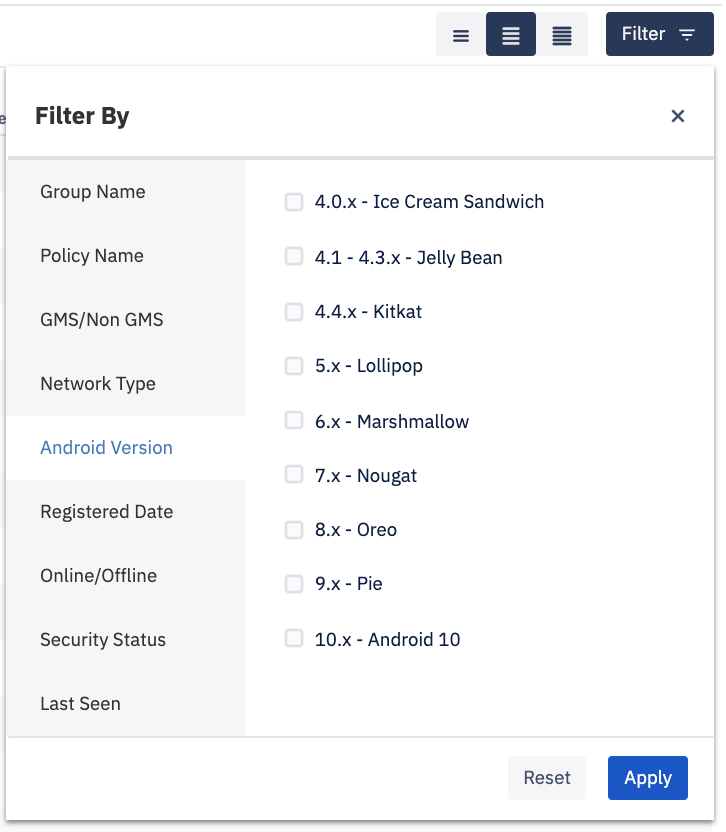 Filter
Filter By
Group Name
Policy Name
GMS/Non GMS
Network Type
Android Version
Registered Date
Online/Offline
Security Status
Last Seen
4.0.x - Ice Cream Sandwich
4.1 - 4.3.x - Jelly Bean
4.4.x - Kitkat
5.x - Lollipop
6.x - Marshmallow
7.x - Nougat
8.x - Oreo
9.x - Pie
10.x - Android 10
Reset
Apply